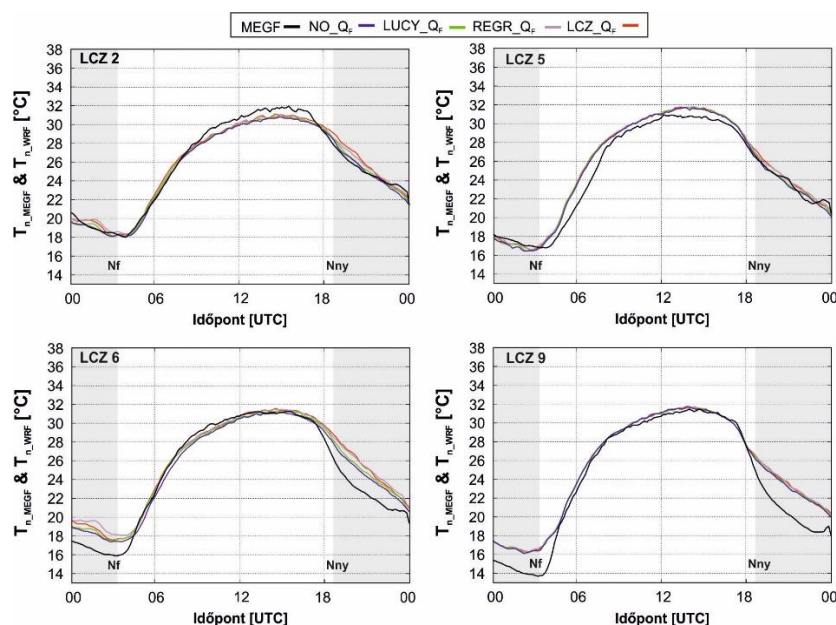 MEGF NO_QF LUCY_QF REGR_QF LCZ_QF
LCZ 2
38
36
34
32
30
28
26
24
22
20
18
16
14
Tn_MEGF & Tn_WRF [°C]
Nf
Nny
00 06 12 18 00
Időpont [UTC]
LCZ 5
38
36
34
32
30
28
26
24
22
20
18
16
14
Tn_MEGF & Tn_WRF [°C]
Nf
Nny
00 06 12 18 00
Időpont [UTC]
LCZ 6
38
36
34
32
30
28
26
24
22
20
18
16
14
Tn_MEGF & Tn_WRF [°C]
Nf
Nny
00 06 12 18 00
Időpont [UTC]
LCZ 9
38
36
34
32
30
28
26
24
22
20
18
16
14
Tn_MEGF & Tn_WRF [°C]
Nf
Nny
00 06 12 18 00
Időpont [UTC]